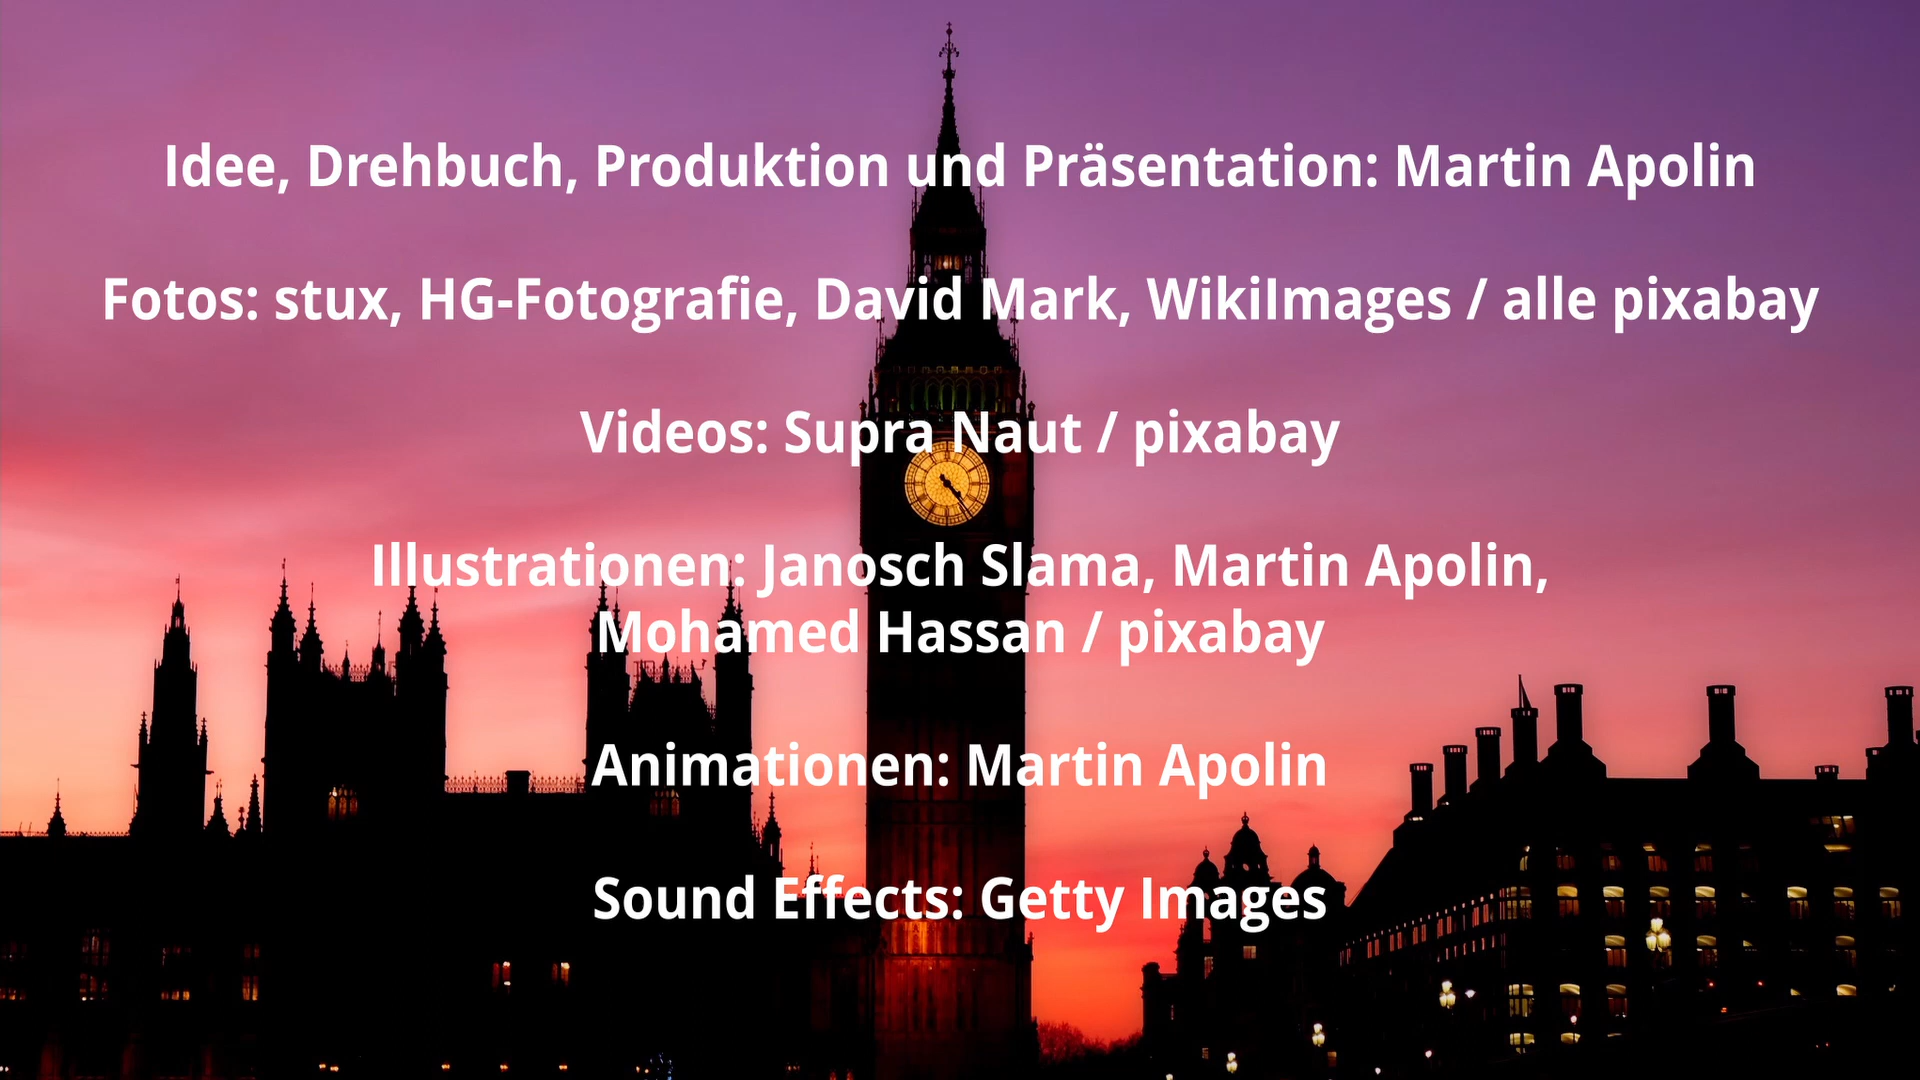 Idee, Drehbuch, Produktion und Präsentation: Martin Apolin
Fotos: stux, HG-Fotografie, David Mark, WikiImages / alle pixabay
Videos: Supra Naut / pixabay
Illustrationen: Janosch Slama, Martin Apolin,
Mohamed Hassan / pixabay
Animationen: Martin Apolin
Sound Effects: Getty Images